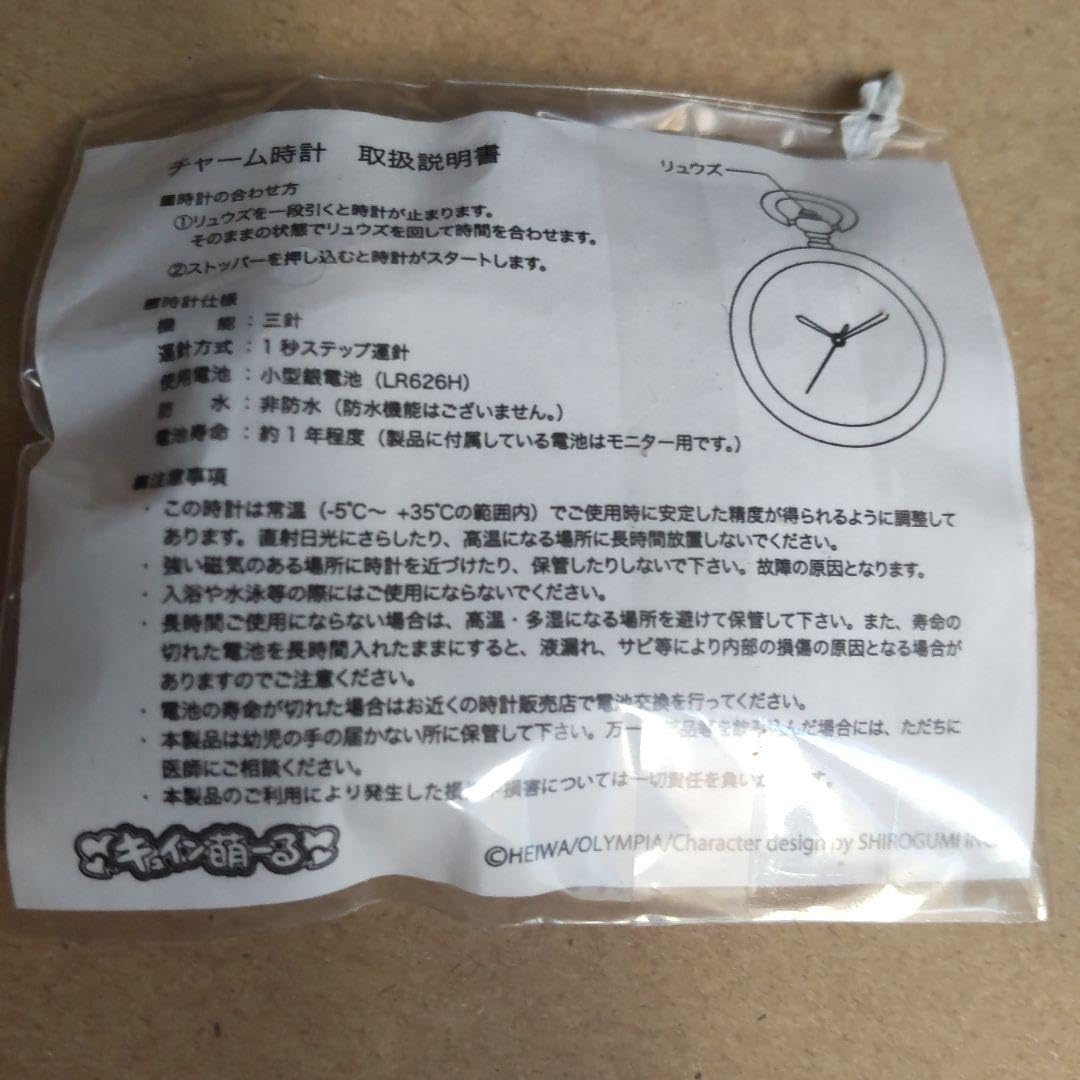 チャーム時計 取扱説明書
リュウズ
■時計の合わせ方
①リュウズを一段引くと時計が止まります。
そのままの状態でリュウズを回して時間を合わせます。
②ストッパーを押し込むと時計がスタートします。
■時計仕様
機 能：三針
運針方式：1秒ステップ運針
使用電池：小型銀電池（LR626H）
防 水：非防水（防水機能はございません。）
電池寿命：約1年程度（製品に付属している電池はモニター用です。）
■注意事項
・この時計は常温（-5℃～ +35℃の範囲内）でご使用時に安定した精度が得られるように調整して
あります。直射日光にさらしたり、高温になる場所に長時間放置しないでください。
・強い磁気のある場所に時計を近づけたり、保管したりしないで下さい。故障の原因となります。
・入浴や水泳等の際にはご使用にならないでください。
・長時間ご使用にならない場合は、高温・多湿になる場所を避けて保管して下さい。また、寿命の
切れた電池を長時間入れたままにすると、液漏れ、サビ等により内部の損傷の原因となる場合が
ありますのでご注意ください。
・電池の寿命が切れた場合はお近くの時計販売店で電池交換を行ってください。
・本製品は幼児の手の届かない所に保管して下さい。万一 品等を飲み込んだ場合には、ただちに
医師にご相談ください。
・本製品のご利用により発生した 損害については一切責任を負い す。
キュイン萌ーる
©HEIWA/OLYMPIA/Character design by SHIROGUMI INC.